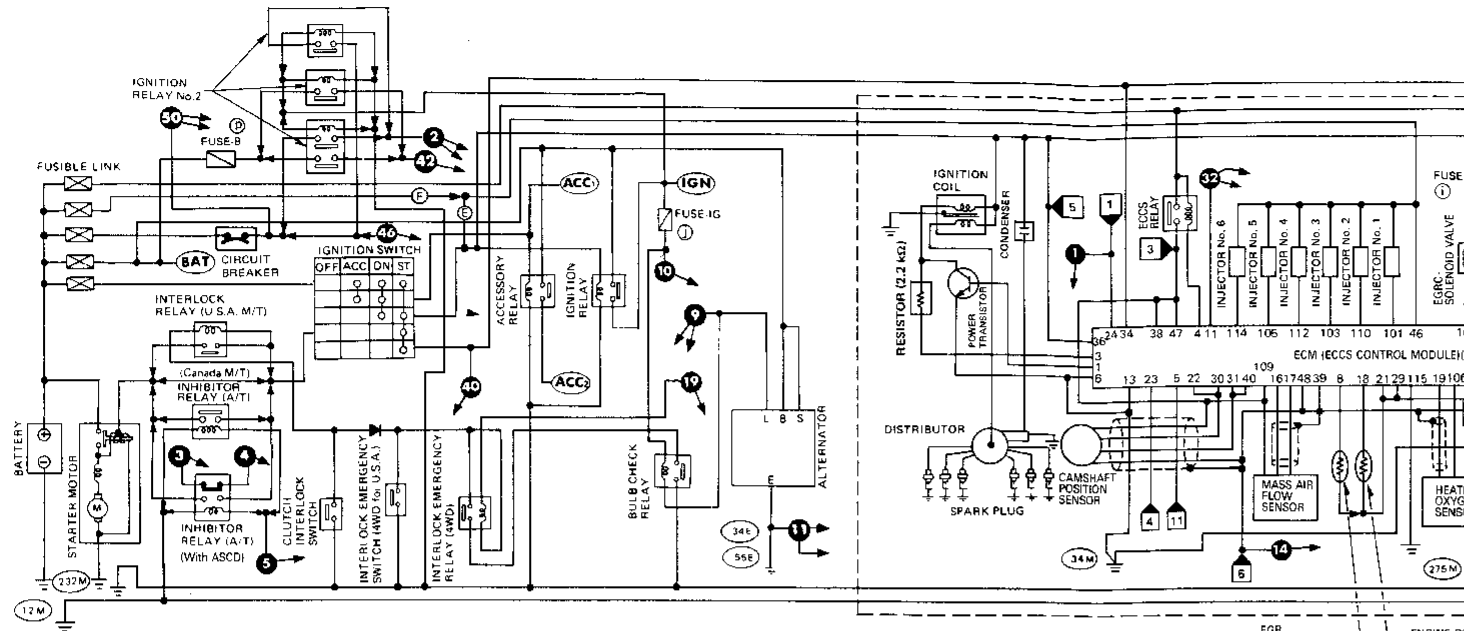 IGNITION
RELAY No.2
50
P
FUSE-B
2
42
FUSIBLE LINK
F
E
ACC1
IGN
FUSE-IG
j
BAT
CIRCUIT
BREAKER
46
IGNITION SWITCH
OFF ACC ON ST
10
INTERLOCK
RELAY (U.S.A. M/T)
(Canada M/T)
INHIBITOR
RELAY (A/T)
ACCESSORY
RELAY
IGNITION
RELAY
ACC2
9
19
40
BATTERY
STARTER MOTOR
M
3
4
INHIBITOR
RELAY (A/T)
(With ASCD)
5
CLUTCH
INTERLOCK
SWITCH
INTERLOCK EMERGENCY
SWITCH (4WD for U.S.A.)
INTERLOCK EMERGENCY
RELAY (4WD)
BULB CHECK
RELAY
L B S
E
ALTERNATOR
34E
55E
31
232M
12M
IGNITION
COIL
CONDENSER
RESISTOR (2.2 kΩ)
POWER
TRANSISTOR
5
1
1
ECCS
RELAY
3
32
INJECTOR No. 6
INJECTOR No. 5
INJECTOR No. 4
INJECTOR No. 3
INJECTOR No. 2
INJECTOR No. 1
FUSE
i
EGRC-
SOLENOID VALVE
36 24 34 38 47 4 11 114 105 112 103 110 101 46
3
1
6
ECM (ECCS CONTROL MODULE)
109
13 23 5 22 30 31 40 16 17 48 39 8 18 21 29 115 19 106
DISTRIBUTOR
SPARK PLUG
CAMSHAFT
POSITION
SENSOR
MASS AIR
FLOW
SENSOR
HEATE
OXYG
SENS
4
11
34M
6
14
275M
EGR